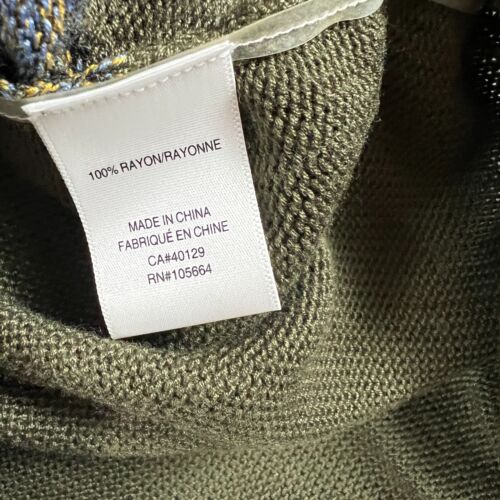 100% RAYON/RAYONNE
MADE IN CHINA
FABRIQUÉ EN CHINE
CA#40129
RN#105664